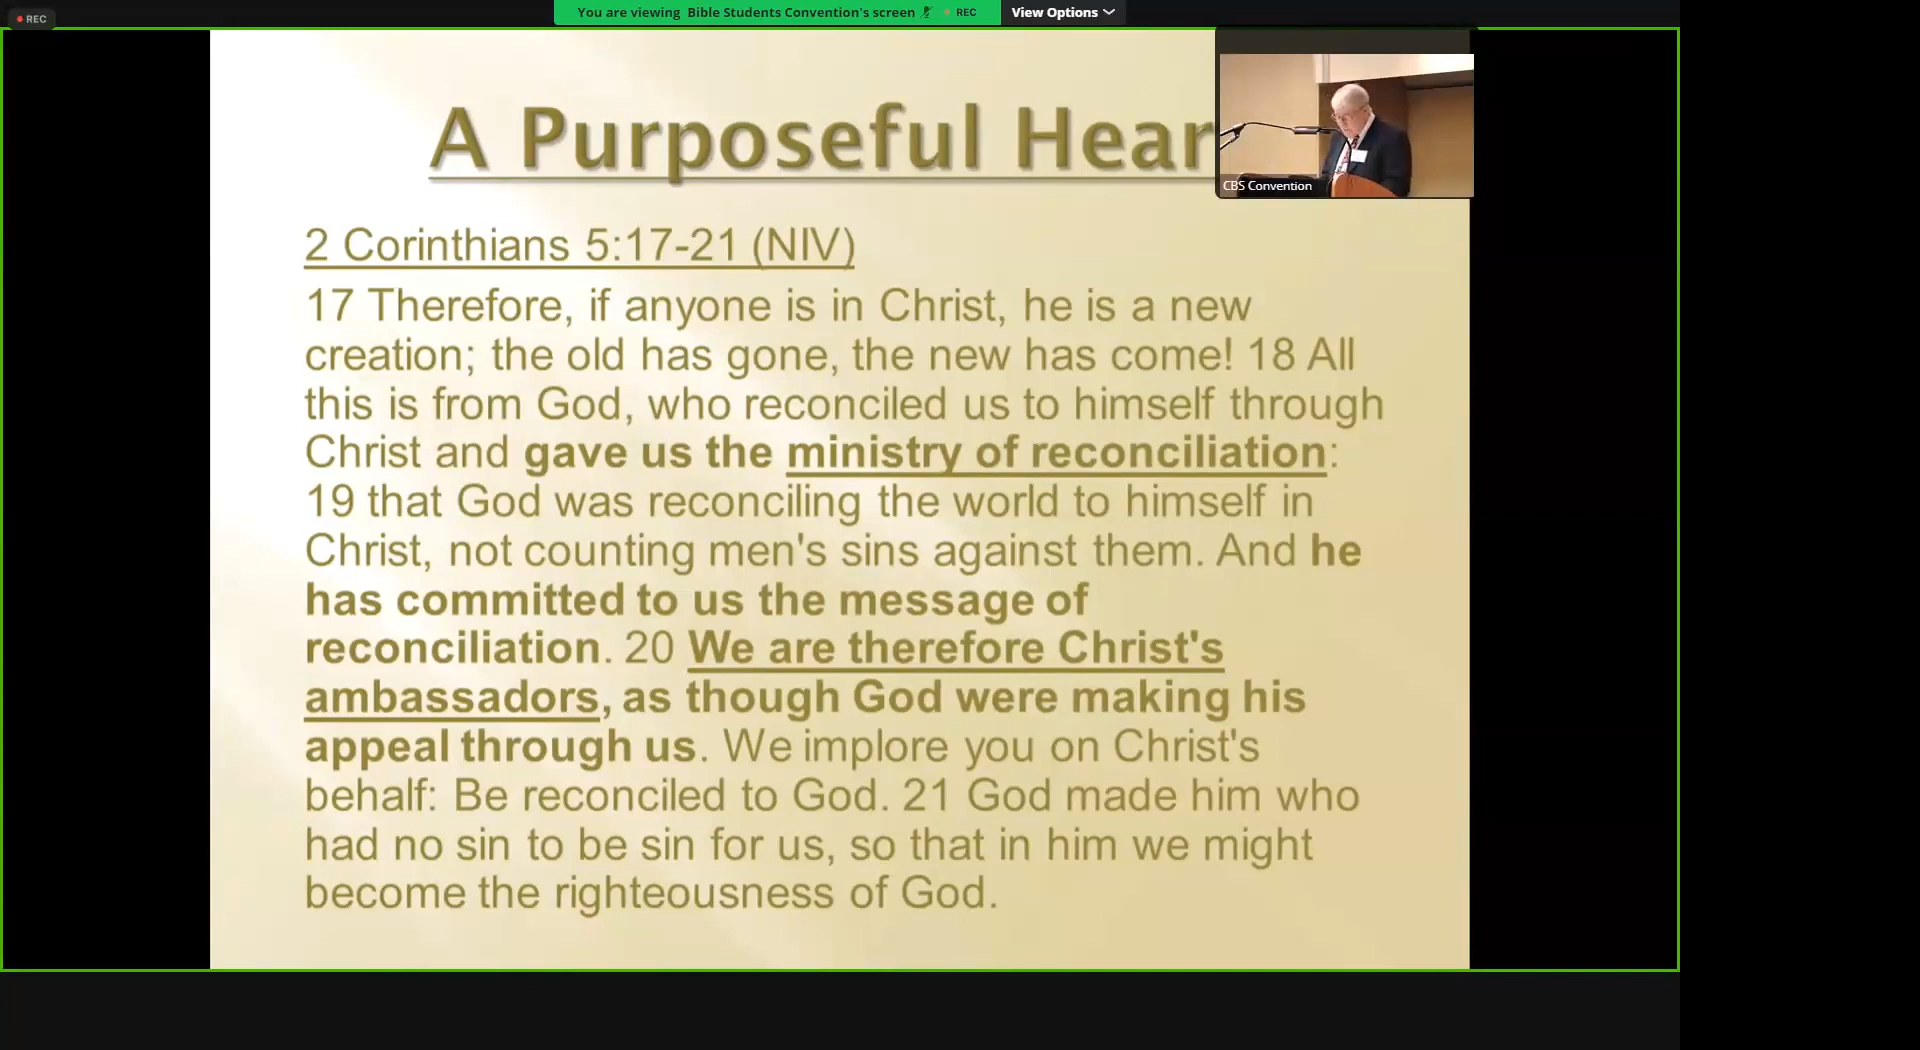 REC
You are viewing Bible Students Convention's screen
REC
View Options
A Purposeful Hear
CBS Convention
2 Corinthians 5:17-21 (NIV)
17 Therefore, if anyone is in Christ, he is a new
creation; the old has gone, the new has come! 18 All
this is from God, who reconciled us to himself through
Christ and gave us the ministry of reconciliation:
19 that God was reconciling the world to himself in
Christ, not counting men's sins against them. And he
has committed to us the message of
reconciliation. 20 We are therefore Christ's
ambassadors, as though God were making his
appeal through us. We implore you on Christ's
behalf: Be reconciled to God. 21 God made him who
had no sin to be sin for us, so that in him we might
become the righteousness of God.